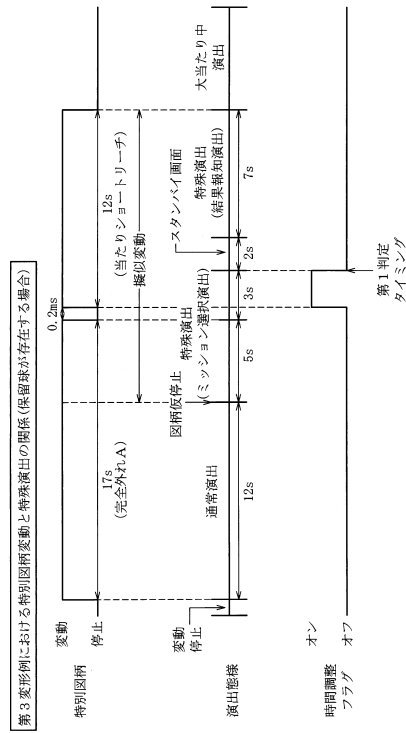 第3変形例における特別図柄変動と特殊演出の関係(保留球が存在する場合)
特別図柄
変動
停止
17s
(完全外れA)
0.2ms
12s
(当たりショートリーチ)
擬似変動
図柄仮停止
変動
停止
演出態様
通常演出
特殊演出
(ミッション選択演出)
スタンバイ画面
特殊演出
(結果報知演出)
大当たり中
演出
12s
5s
3s
2s
7s
時間調整
フラグ
オン
オフ
第1判定
タイミング